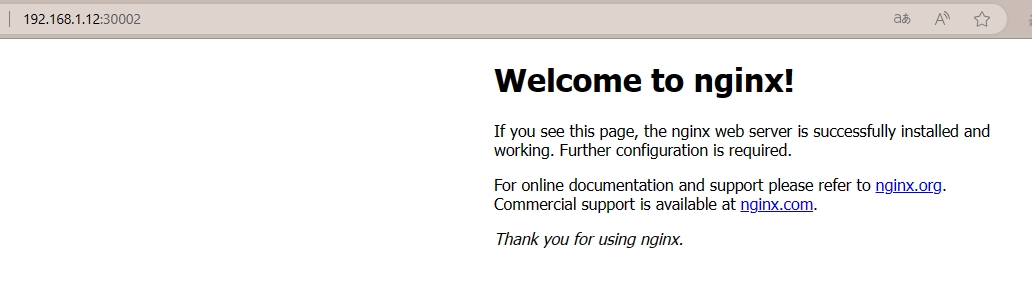 192.168.1.12:30002
aあ
A
Welcome to nginx!
If you see this page, the nginx web server is successfully installed and
working. Further configuration is required.
For online documentation and support please refer to nginx.org.
Commercial support is available at nginx.com.
Thank you for using nginx.